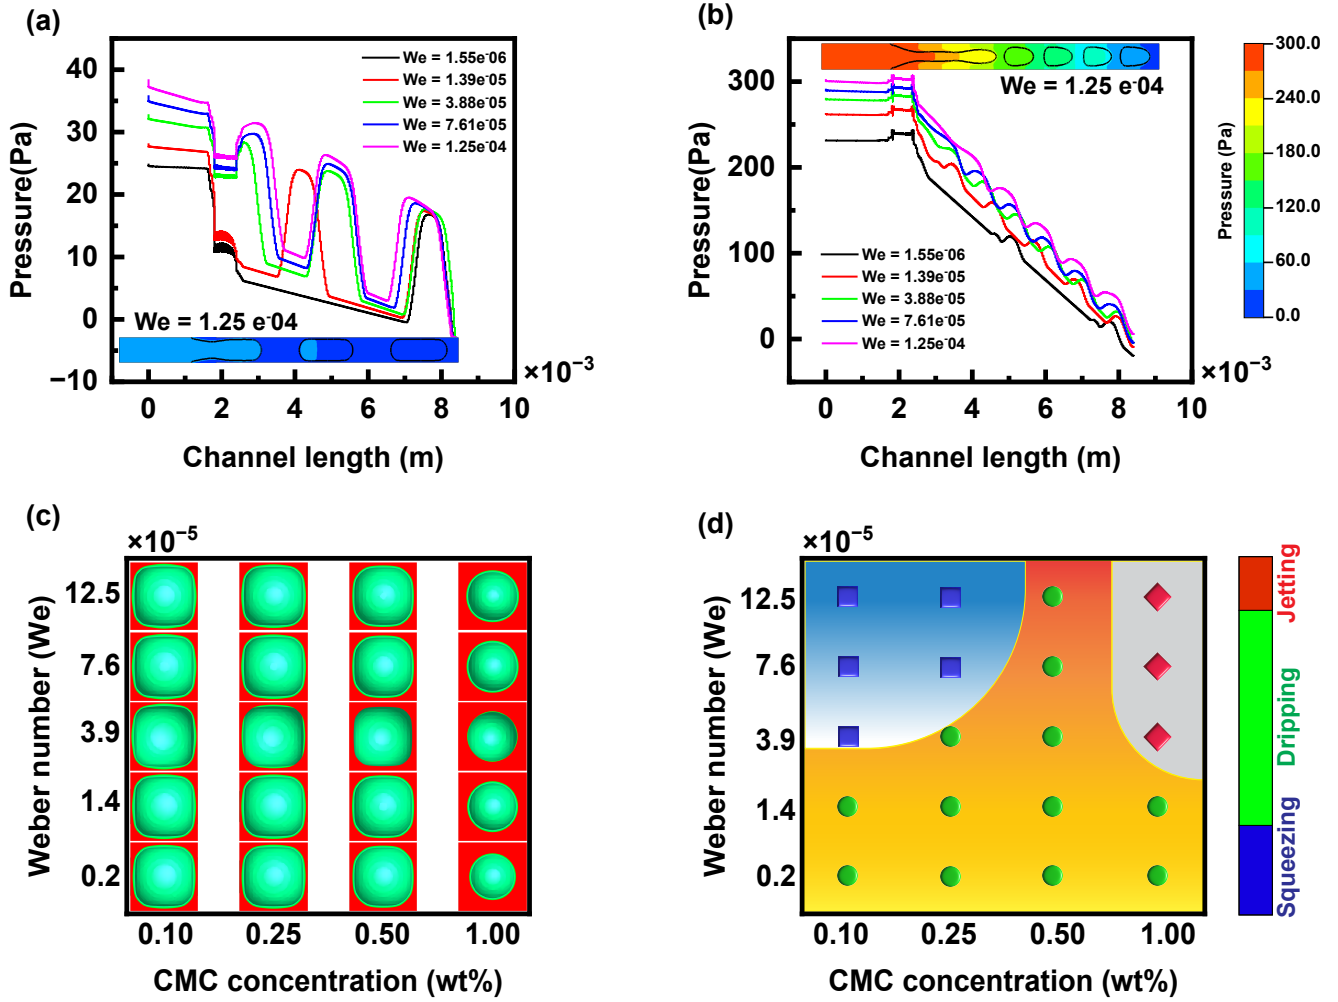 (a)
We = 1.55e⁻06
We = 1.39e⁻05
We = 3.88e⁻05
We = 7.61e⁻05
We = 1.25e⁻04
40
30
20
10
0
−10
Pressure(Pa)
We = 1.25 e⁻04
×10⁻³
0 2 4 6 8 10
Channel length (m)
(b)
We = 1.25 e⁻04
300
200
100
0
Pressure(Pa)
We = 1.55e⁻06
We = 1.39e⁻05
We = 3.88e⁻05
We = 7.61e⁻05
We = 1.25e⁻04
×10⁻³
0 2 4 6 8 10
Channel length (m)
300.0
240.0
180.0
120.0
60.0
0.0
Pressure (Pa)
(c)
×10⁻⁵
12.5
7.6
3.9
1.4
0.2
Weber number (We)
0.10 0.25 0.50 1.00
CMC concentration (wt%)
(d)
×10⁻⁵
12.5
7.6
3.9
1.4
0.2
Weber number (We)
0.10 0.25 0.50 1.00
CMC concentration (wt%)
Jetting
Dripping
Squeezing